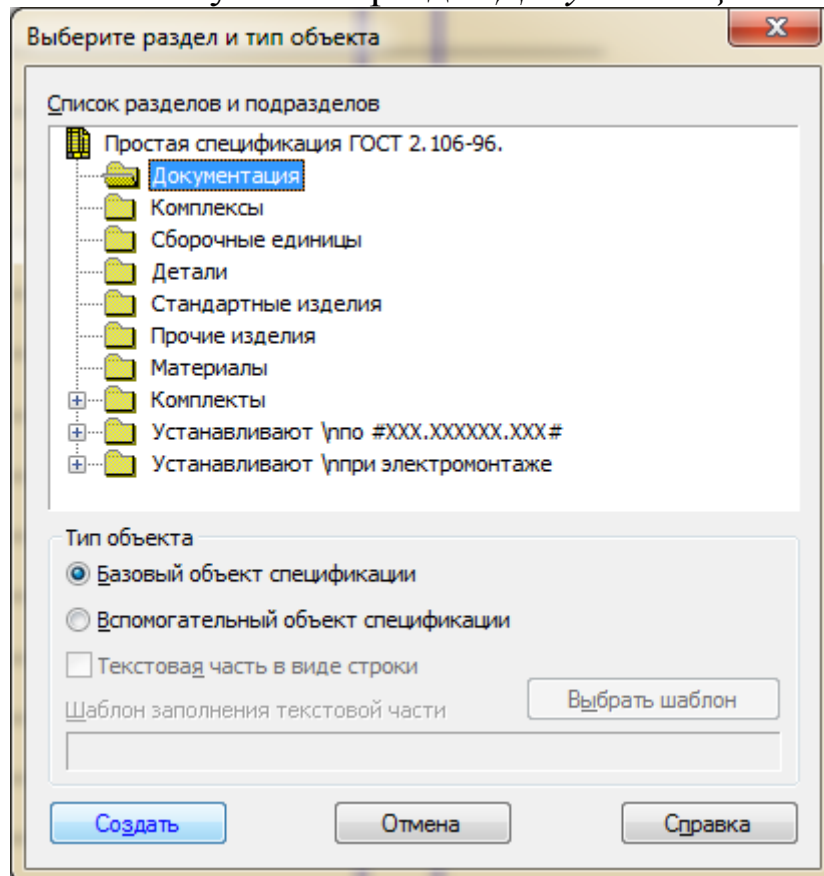 Выберите раздел и тип объекта
Список разделов и подразделов
Простая спецификация ГОСТ 2.106-96.
Документация
Комплексы
Сборочные единицы
Детали
Стандартные изделия
Прочие изделия
Материалы
Комплекты
Устанавливают \nпо #XXX.XXXXXX.XXX#
Устанавливают \nпри электромонтаже
Тип объекта
Базовый объект спецификации
Вспомогательный объект спецификации
Текстовая часть в виде строки
Шаблон заполнения текстовой части
Выбрать шаблон
Создать Отмена Справка